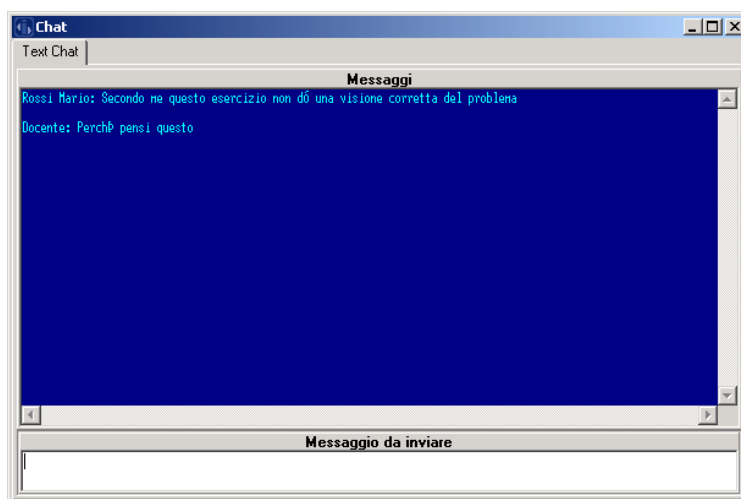 Chat
Text Chat
Messaggi
Rossi Mario: Secondo me questo esercizio non dÓ una visione corretta del problema
Docente: PerchÞ pensi questo
Messaggio da inviare